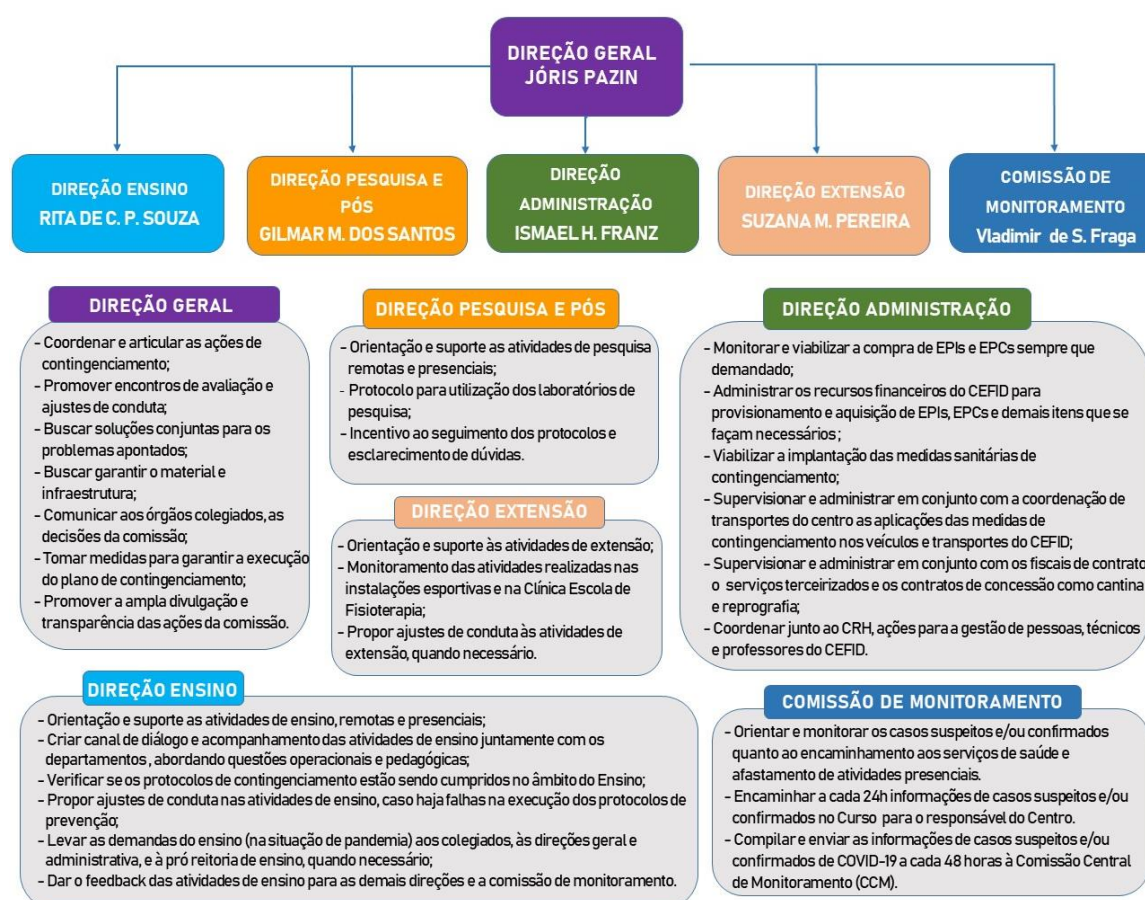 DIREÇÃO GERAL
JÓRIS PAZIN
DIREÇÃO ENSINO
RITA DE C. P. SOUZA
DIREÇÃO PESQUISA E
PÓS
GILMAR M. DOS SANTOS
DIREÇÃO
ADMINISTRAÇÃO
ISMAEL H. FRANZ
DIREÇÃO EXTENSÃO
SUZANA M. PEREIRA
COMISSÃO DE
MONITORAMENTO
Vladimir de S. Fraga
DIREÇÃO GERAL
- Coordenar e articular as ações de
contingenciamento;
- Promover encontros de avaliação e
ajustes de conduta;
- Buscar soluções conjuntas para os
problemas apontados;
- Buscar garantir o material e
infraestrutura;
- Comunicar aos órgãos colegiados, as
decisões da comissão;
- Tomar medidas para garantir a execução
do plano de contingenciamento;
- Promover a ampla divulgação e
transparência das ações da comissão.
DIREÇÃO PESQUISA E PÓS
- Orientação e suporte as atividades de pesquisa
remotas e presenciais;
- Protocolo para utilização dos laboratórios de
pesquisa;
- Incentivo ao seguimento dos protocolos e
esclarecimento de dúvidas.
DIREÇÃO EXTENSÃO
- Orientação e suporte às atividades de extensão;
- Monitoramento das atividades realizadas nas
instalações esportivas e na Clínica Escola de
Fisioterapia;
- Propor ajustes de conduta às atividades de
extensão, quando necessário.
DIREÇÃO ADMINISTRAÇÃO
- Monitorar e viabilizar a compra de EPIs e EPCs sempre que
demandado;
- Administrar os recursos financeiros do CEFID para
provisionamento e aquisição de EPIs, EPCs e demais itens que se
façam necessários;
- Viabilizar a implantação das medidas sanitárias de
contingenciamento;
- Supervisionar e administrar em conjunto com a coordenação de
transportes do centro as aplicações das medidas de
contingenciamento nos veículos e transportes do CEFID;
- Supervisionar e administrar em conjunto com os fiscais de contrato
o serviços terceirizados e os contratos de concessão como cantina
e reprografia;
- Coordenar junto ao CRH, ações para a gestão de pessoas, técnicos
e professores do CEFID.
DIREÇÃO ENSINO
- Orientação e suporte as atividades de ensino, remotas e presenciais;
- Criar canal de diálogo e acompanhamento das atividades de ensino juntamente com os
departamentos, abordando questões operacionais e pedagógicas;
- Verificar se os protocolos de contingenciamento estão sendo cumpridos no âmbito do Ensino;
- Propor ajustes de conduta nas atividades de ensino, caso haja falhas na execução dos protocolos de
prevenção;
- Levar as demandas do ensino (na situação de pandemia) aos colegiados, às direções geral e
administrativa, e à pró reitoria de ensino, quando necessário;
- Dar o feedback das atividades de ensino para as demais direções e a comissão de monitoramento.
COMISSÃO DE MONITORAMENTO
- Orientar e monitorar os casos suspeitos e/ou confirmados
quanto ao encaminhamento aos serviços de saúde e
afastamento de atividades presenciais.
- Encaminhar a cada 24h informações de casos suspeitos e/ou
confirmados no Curso para o responsável do Centro.
- Compilar e enviar as informações de casos suspeitos e/ou
confirmados de COVID-19 a cada 48 horas à Comissão Central
de Monitoramento (CCM).